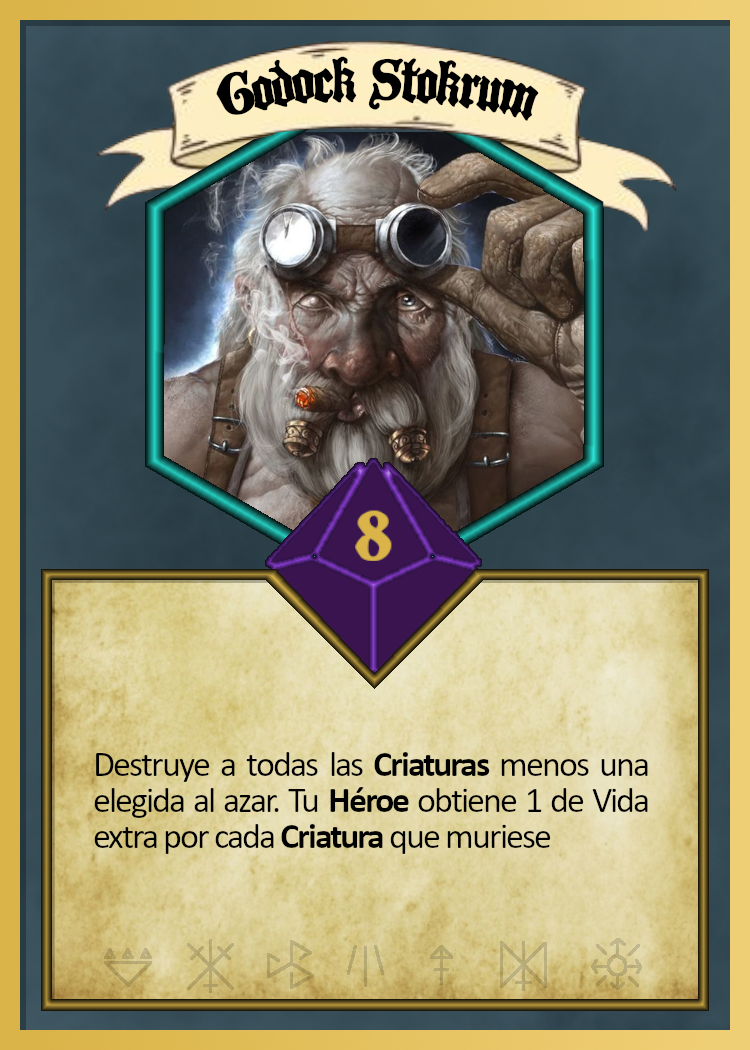 Godock Stokrum
8
Destruye a todas las Criaturas menos una
elegida al azar. Tu Héroe obtiene 1 de Vida
extra por cada Criatura que muriese